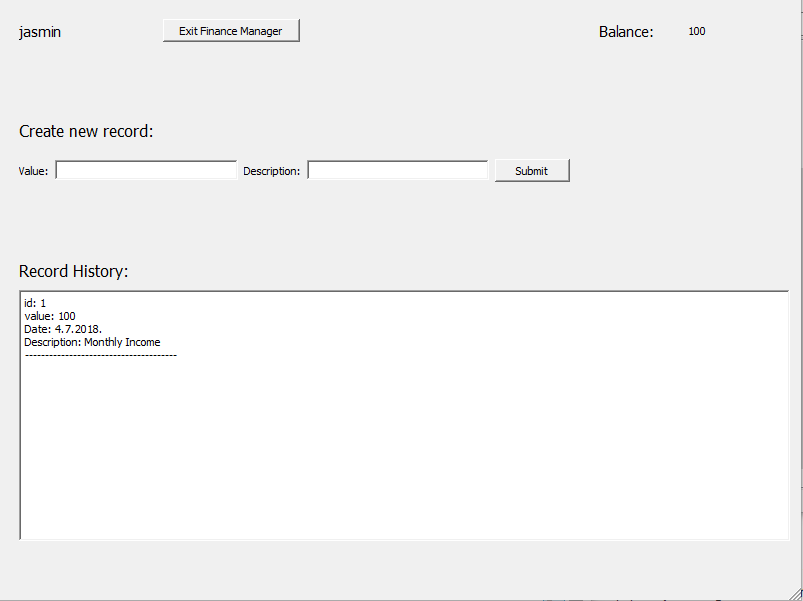 jasmin Exit Finance Manager Balance: 100
Create new record:
Value: Description: Submit
Record History:
id: 1
value: 100
Date: 4.7.2018.
Description: Monthly Income
--------------------------------------